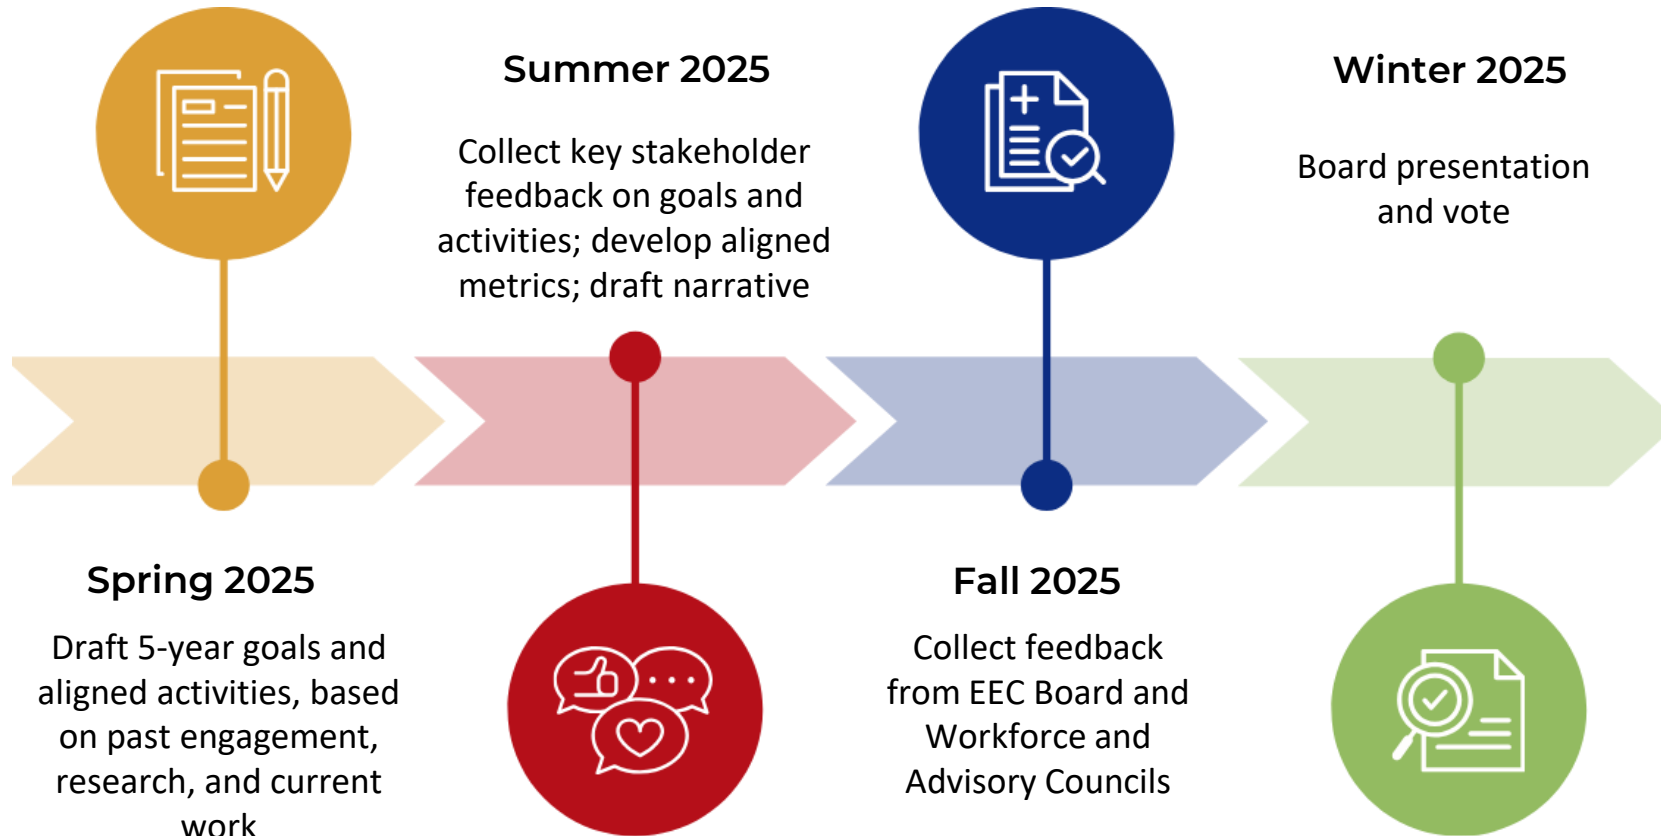 Spring 2025
Draft 5-year goals and
aligned activities, based
on past engagement,
research, and current
work
Summer 2025
Collect key stakeholder
feedback on goals and
activities; develop aligned
metrics; draft narrative
Fall 2025
Collect feedback
from EEC Board and
Workforce and
Advisory Councils
Winter 2025
Board presentation
and vote